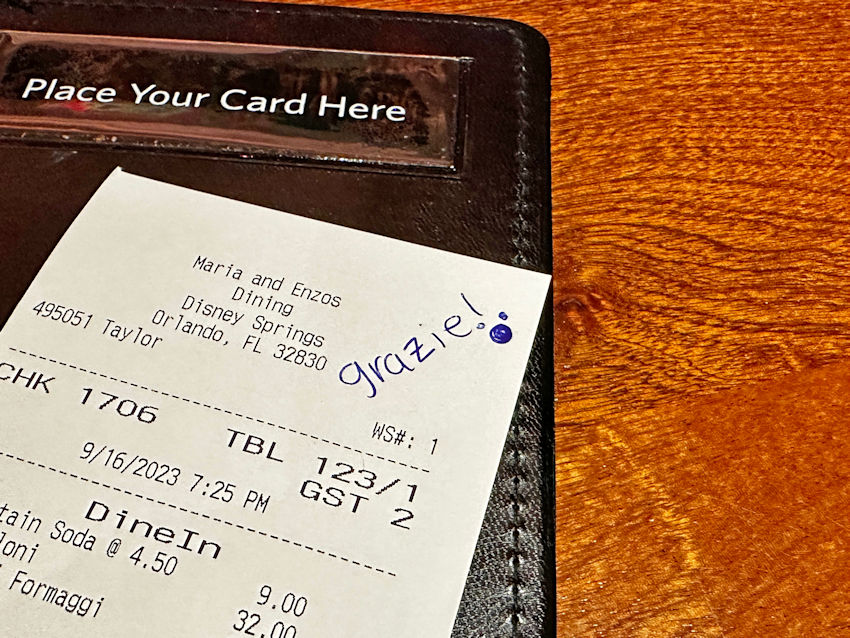 Place Your Card Here
Maria and Enzos
Dining
Disney Springs
Orlando, FL 32830
grazie!
495051 Taylor
WS#: 1
CHK 1706
TBL 123/1
9/16/2023 7:25 PM
GST 2
DineIn
Soda @ 4.50
9.00
32.00
Formaggi